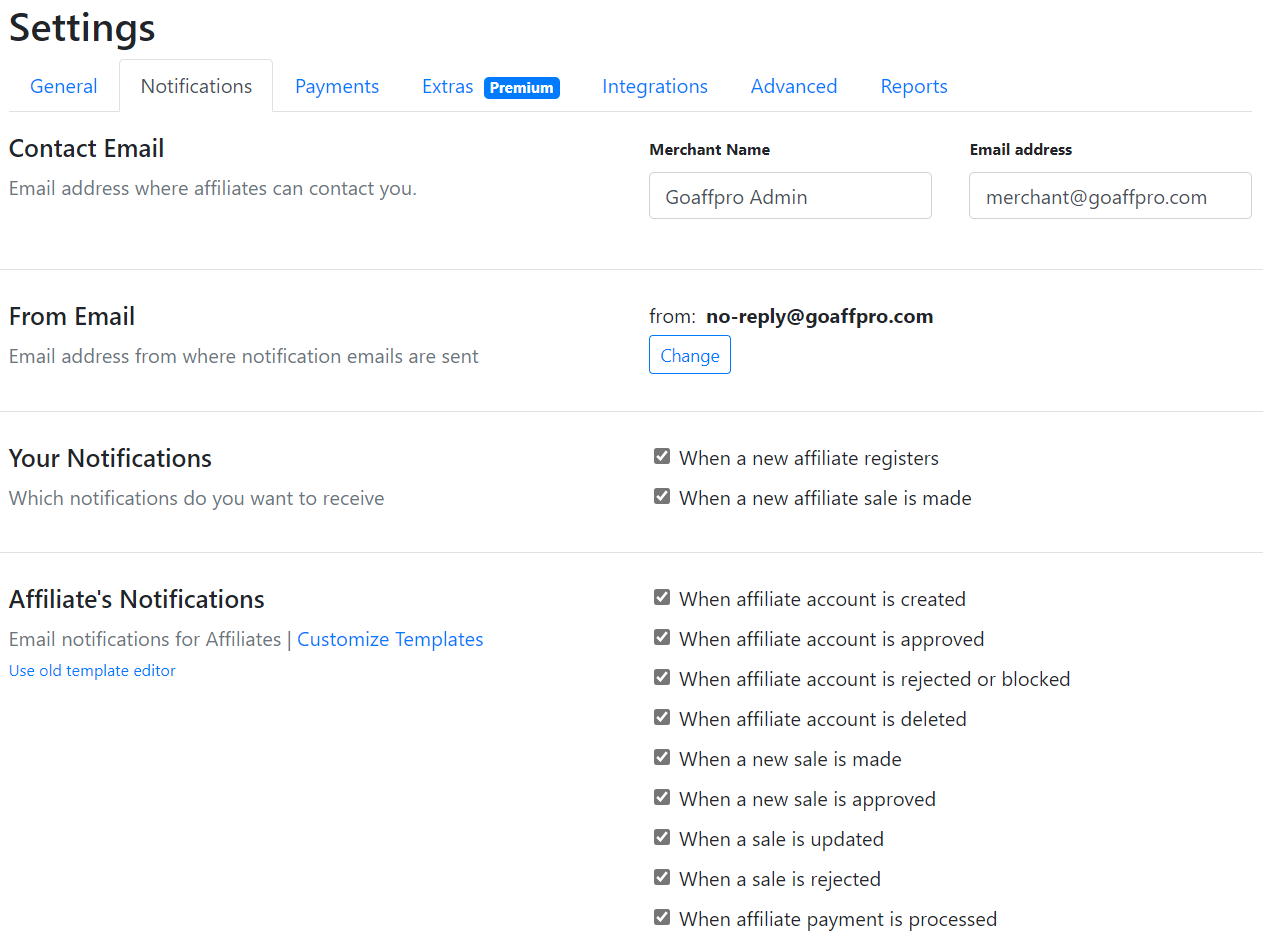 Settings
General Notifications Payments Extras Premium Integrations Advanced Reports
Contact Email
Email address where affiliates can contact you.
Merchant Name
Goaffpro Admin
Email address
merchant@goaffpro.com
From Email
Email address from where notification emails are sent
from: no-reply@goaffpro.com
Change
Your Notifications
Which notifications do you want to receive
When a new affiliate registers
When a new affiliate sale is made
Affiliate's Notifications
Email notifications for Affiliates | Customize Templates
Use old template editor
When affiliate account is created
When affiliate account is approved
When affiliate account is rejected or blocked
When affiliate account is deleted
When a new sale is made
When a new sale is approved
When a sale is updated
When a sale is rejected
When affiliate payment is processed